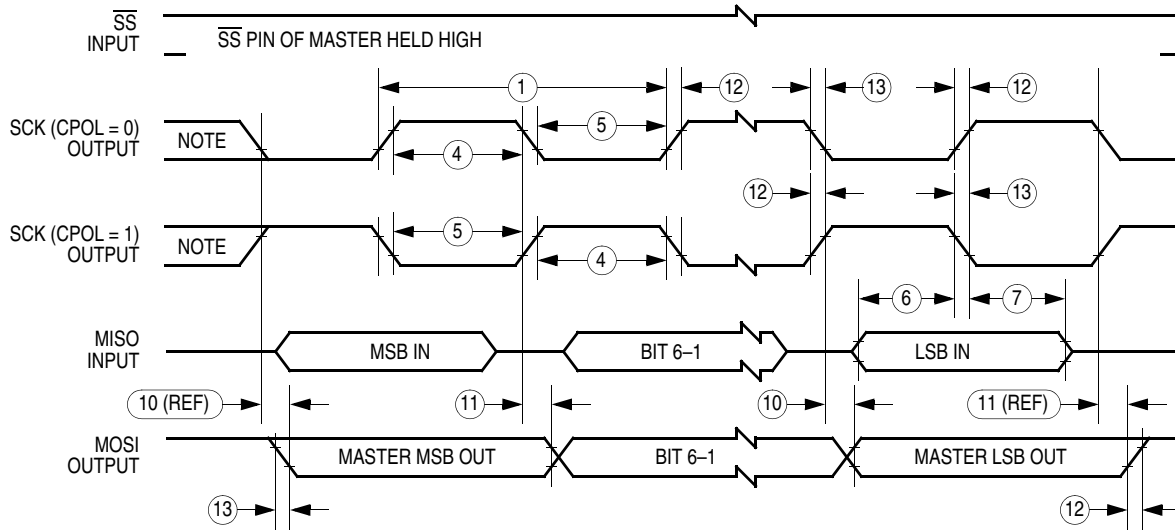 SS
INPUT
SS PIN OF MASTER HELD HIGH
1
12
13
12
SCK (CPOL = 0)
OUTPUT
NOTE
5
4
12
13
SCK (CPOL = 1)
OUTPUT
NOTE
5
4
6
7
MISO
INPUT
MSB IN
BIT 6–1
LSB IN
10 (REF)
11
10
11 (REF)
MOSI
OUTPUT
MASTER MSB OUT
BIT 6–1
MASTER LSB OUT
13
12